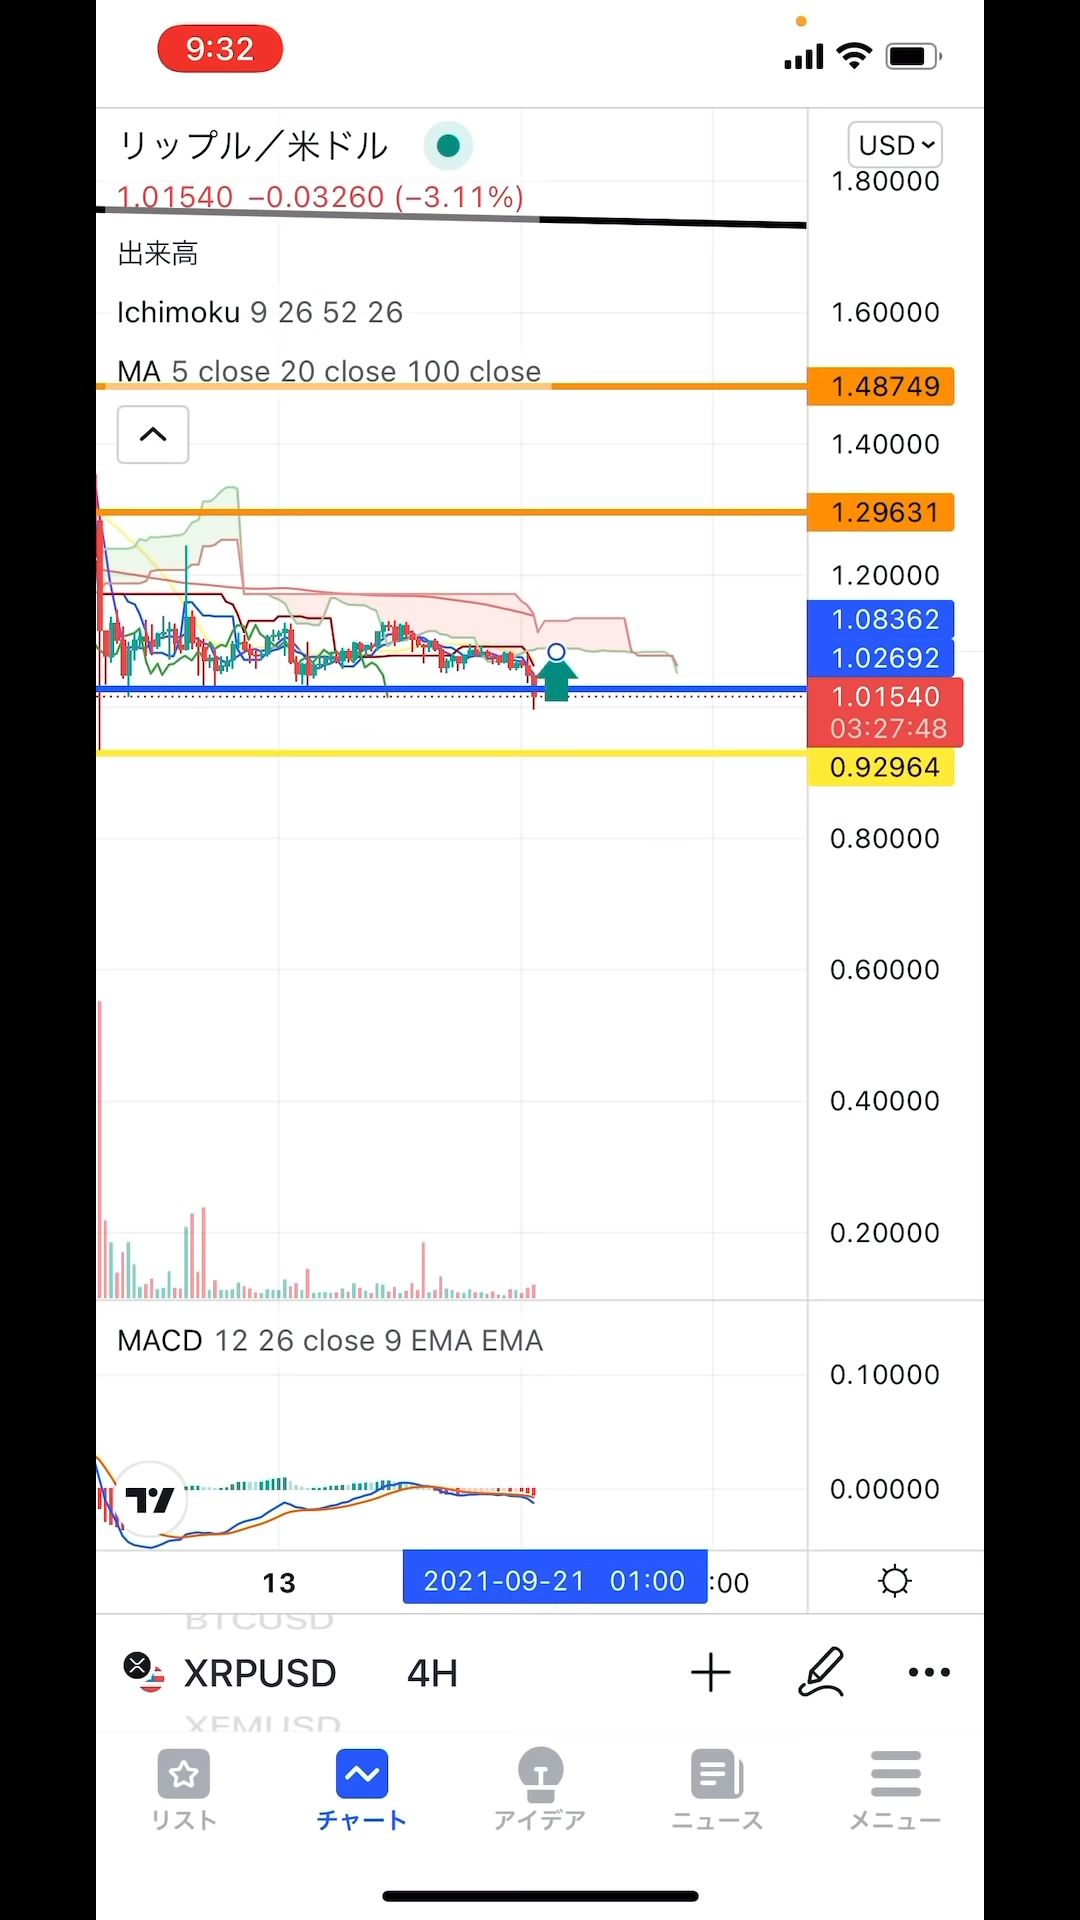 9:32
リップル／米ドル
USD
1.80000
1.01540 −0.03260 (−3.11%)
出来高
Ichimoku 9 26 52 26
1.60000
MA 5 close 20 close 100 close
1.48749
1.40000
1.29631
1.20000
1.08362
1.02692
1.01540
03:27:48
0.92964
0.80000
0.60000
0.40000
0.20000
MACD 12 26 close 9 EMA EMA
0.10000
0.00000
13
2021-09-21 01:00
:00
BTCUSD
XRPUSD 4H
XEMUSD
リスト
チャート
アイデア
ニュース
メニュー